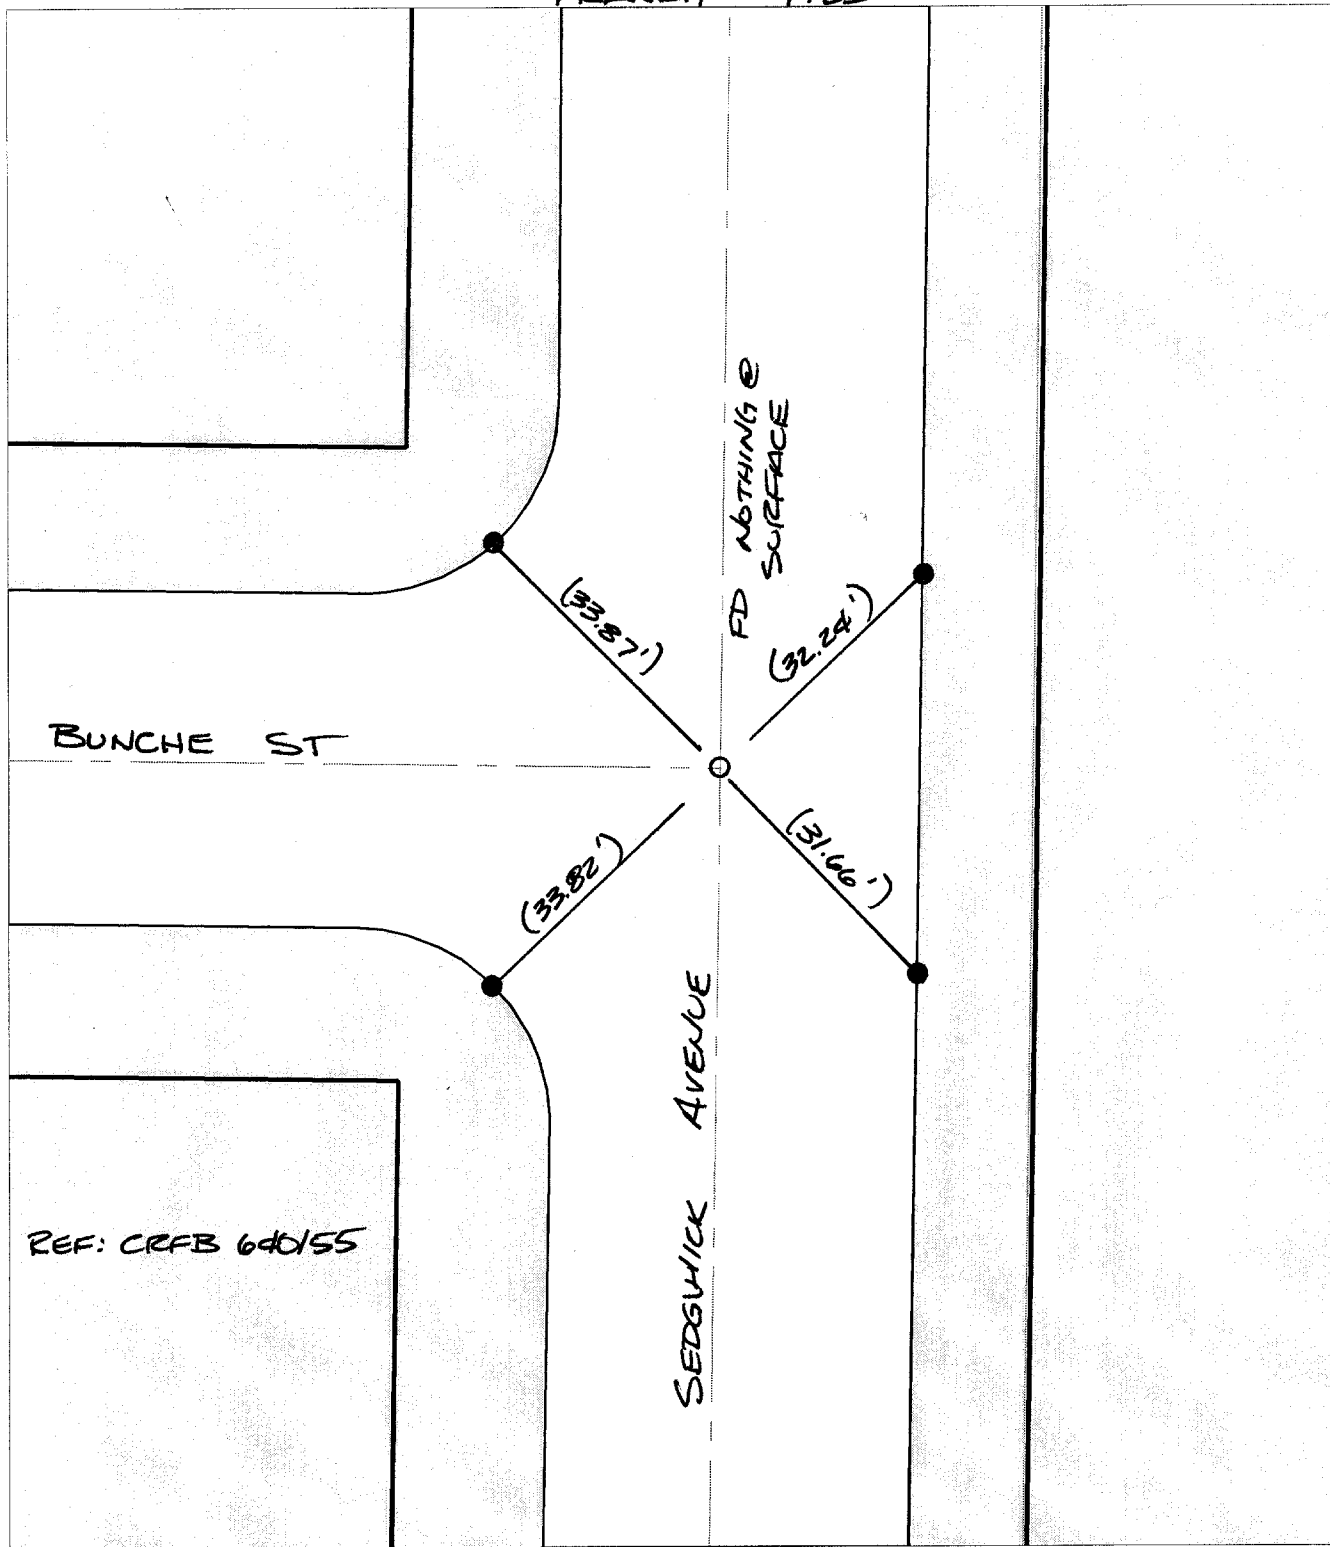 FD NOTHING @
SURFACE
(33.87')
(32.24')
BUNCHE ST
(33.82')
(31.66')
SEDGWICK AVENUE
REF: CRFB 640/55